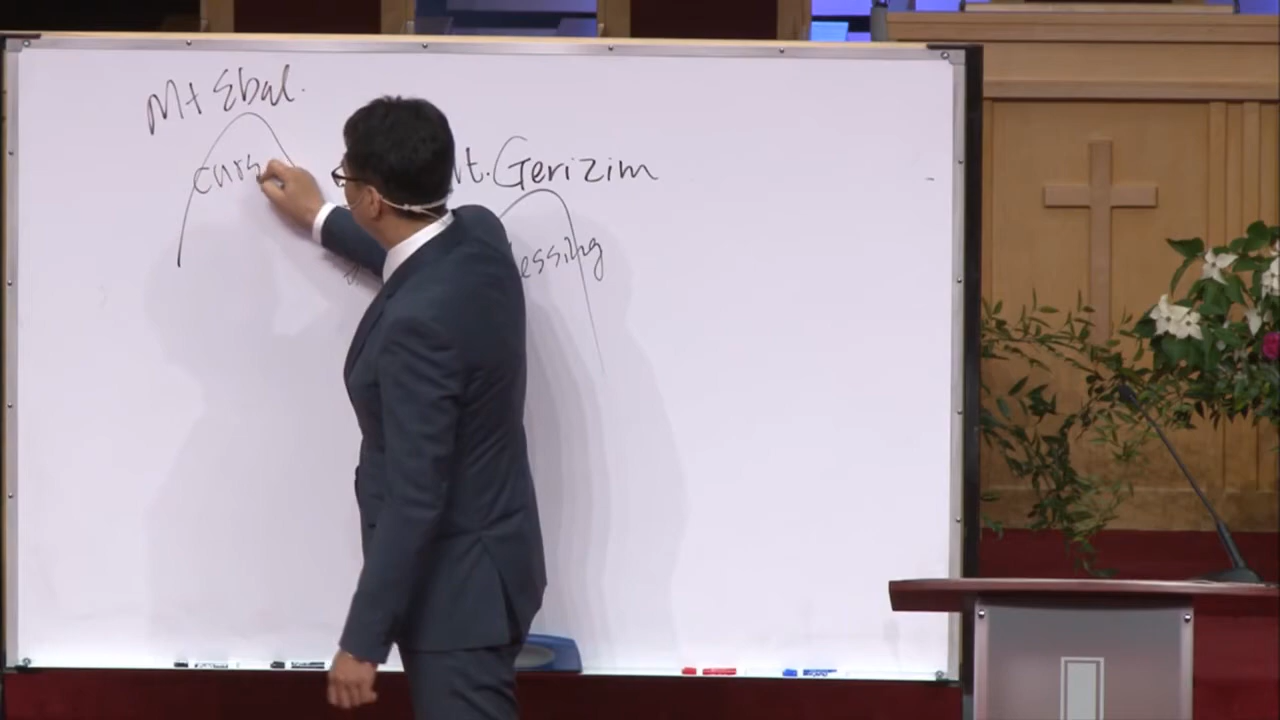 Mt Ebal.
curs
t. Gerizim
essing